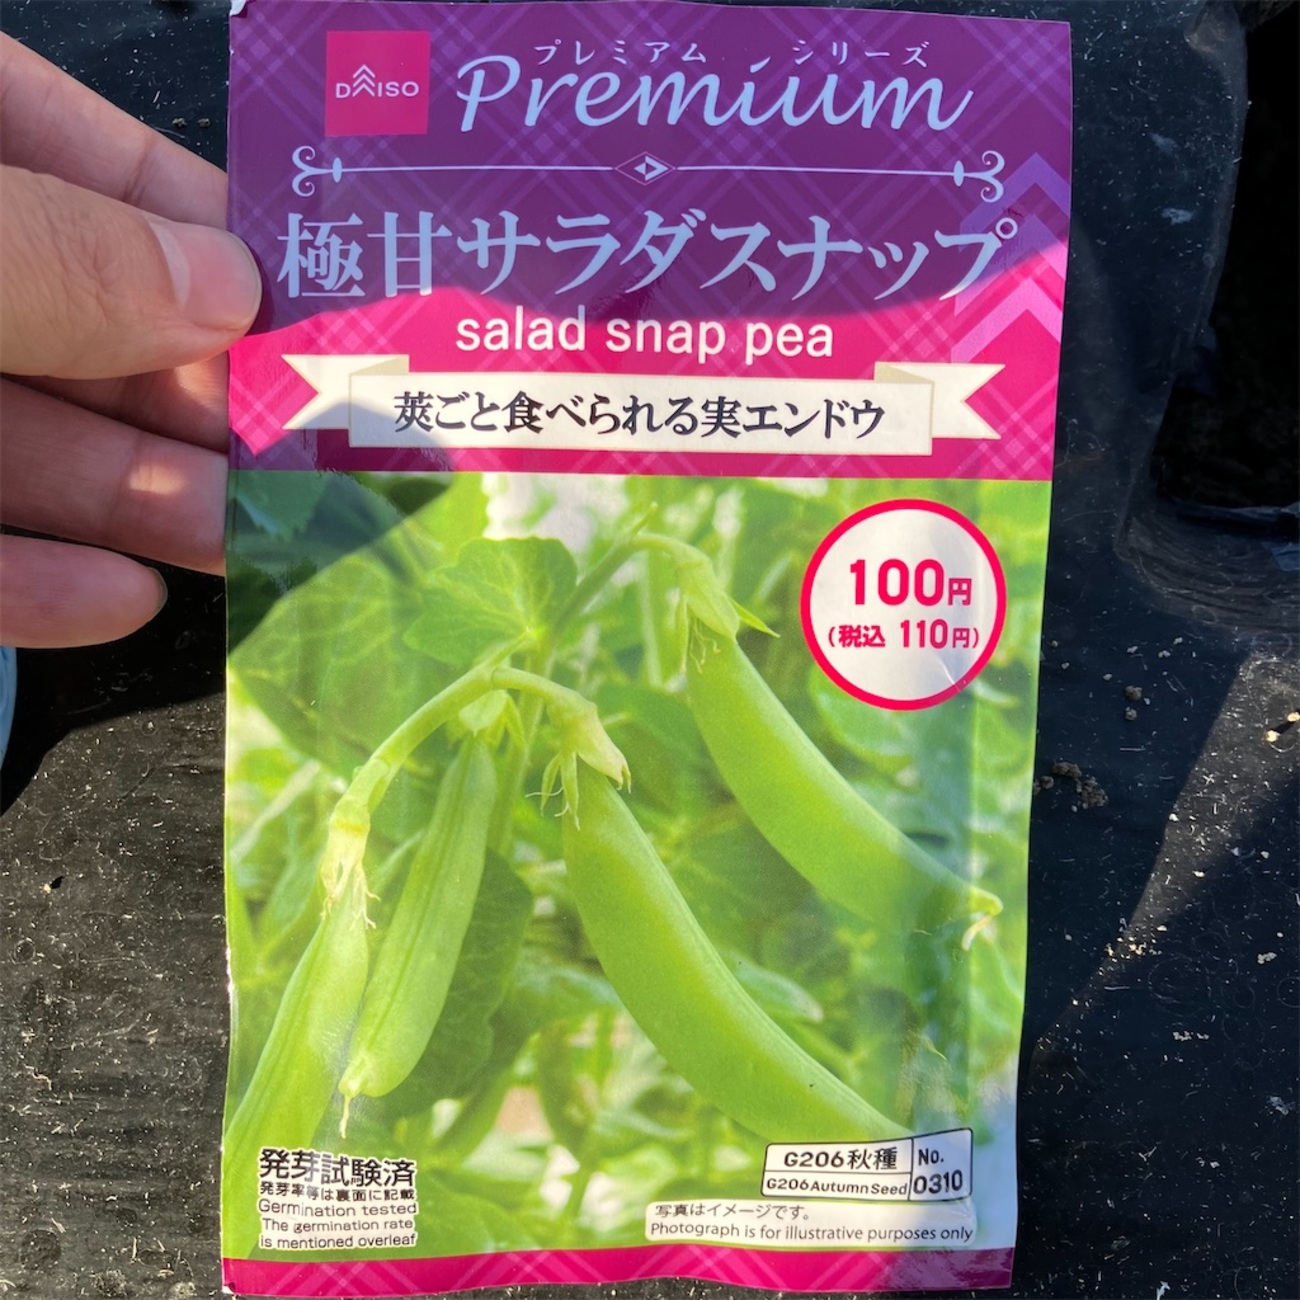 DAISO
プレミアム シリーズ
Premium
極甘サラダスナップ
salad snap pea
莢ごと食べられる実エンドウ
100円
(税込 110円)
発芽試験済
発芽率等は裏面に記載
Germination tested
The germination rate
is mentioned overleaf
G206秋種
G206 Autumn Seed
No.
0310
写真はイメージです。
Photograph is for illustrative purposes only